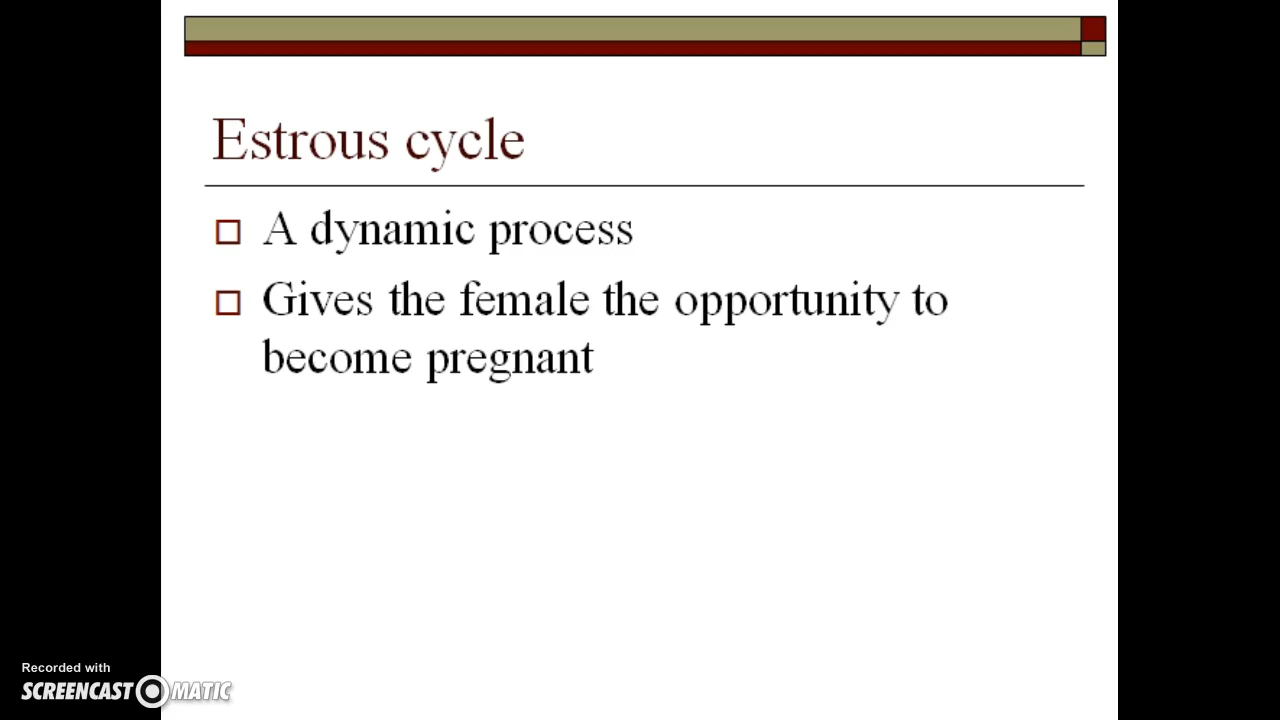 Estrous cycle
A dynamic process
Gives the female the opportunity to
become pregnant
Recorded with
SCREENCAST MATIC